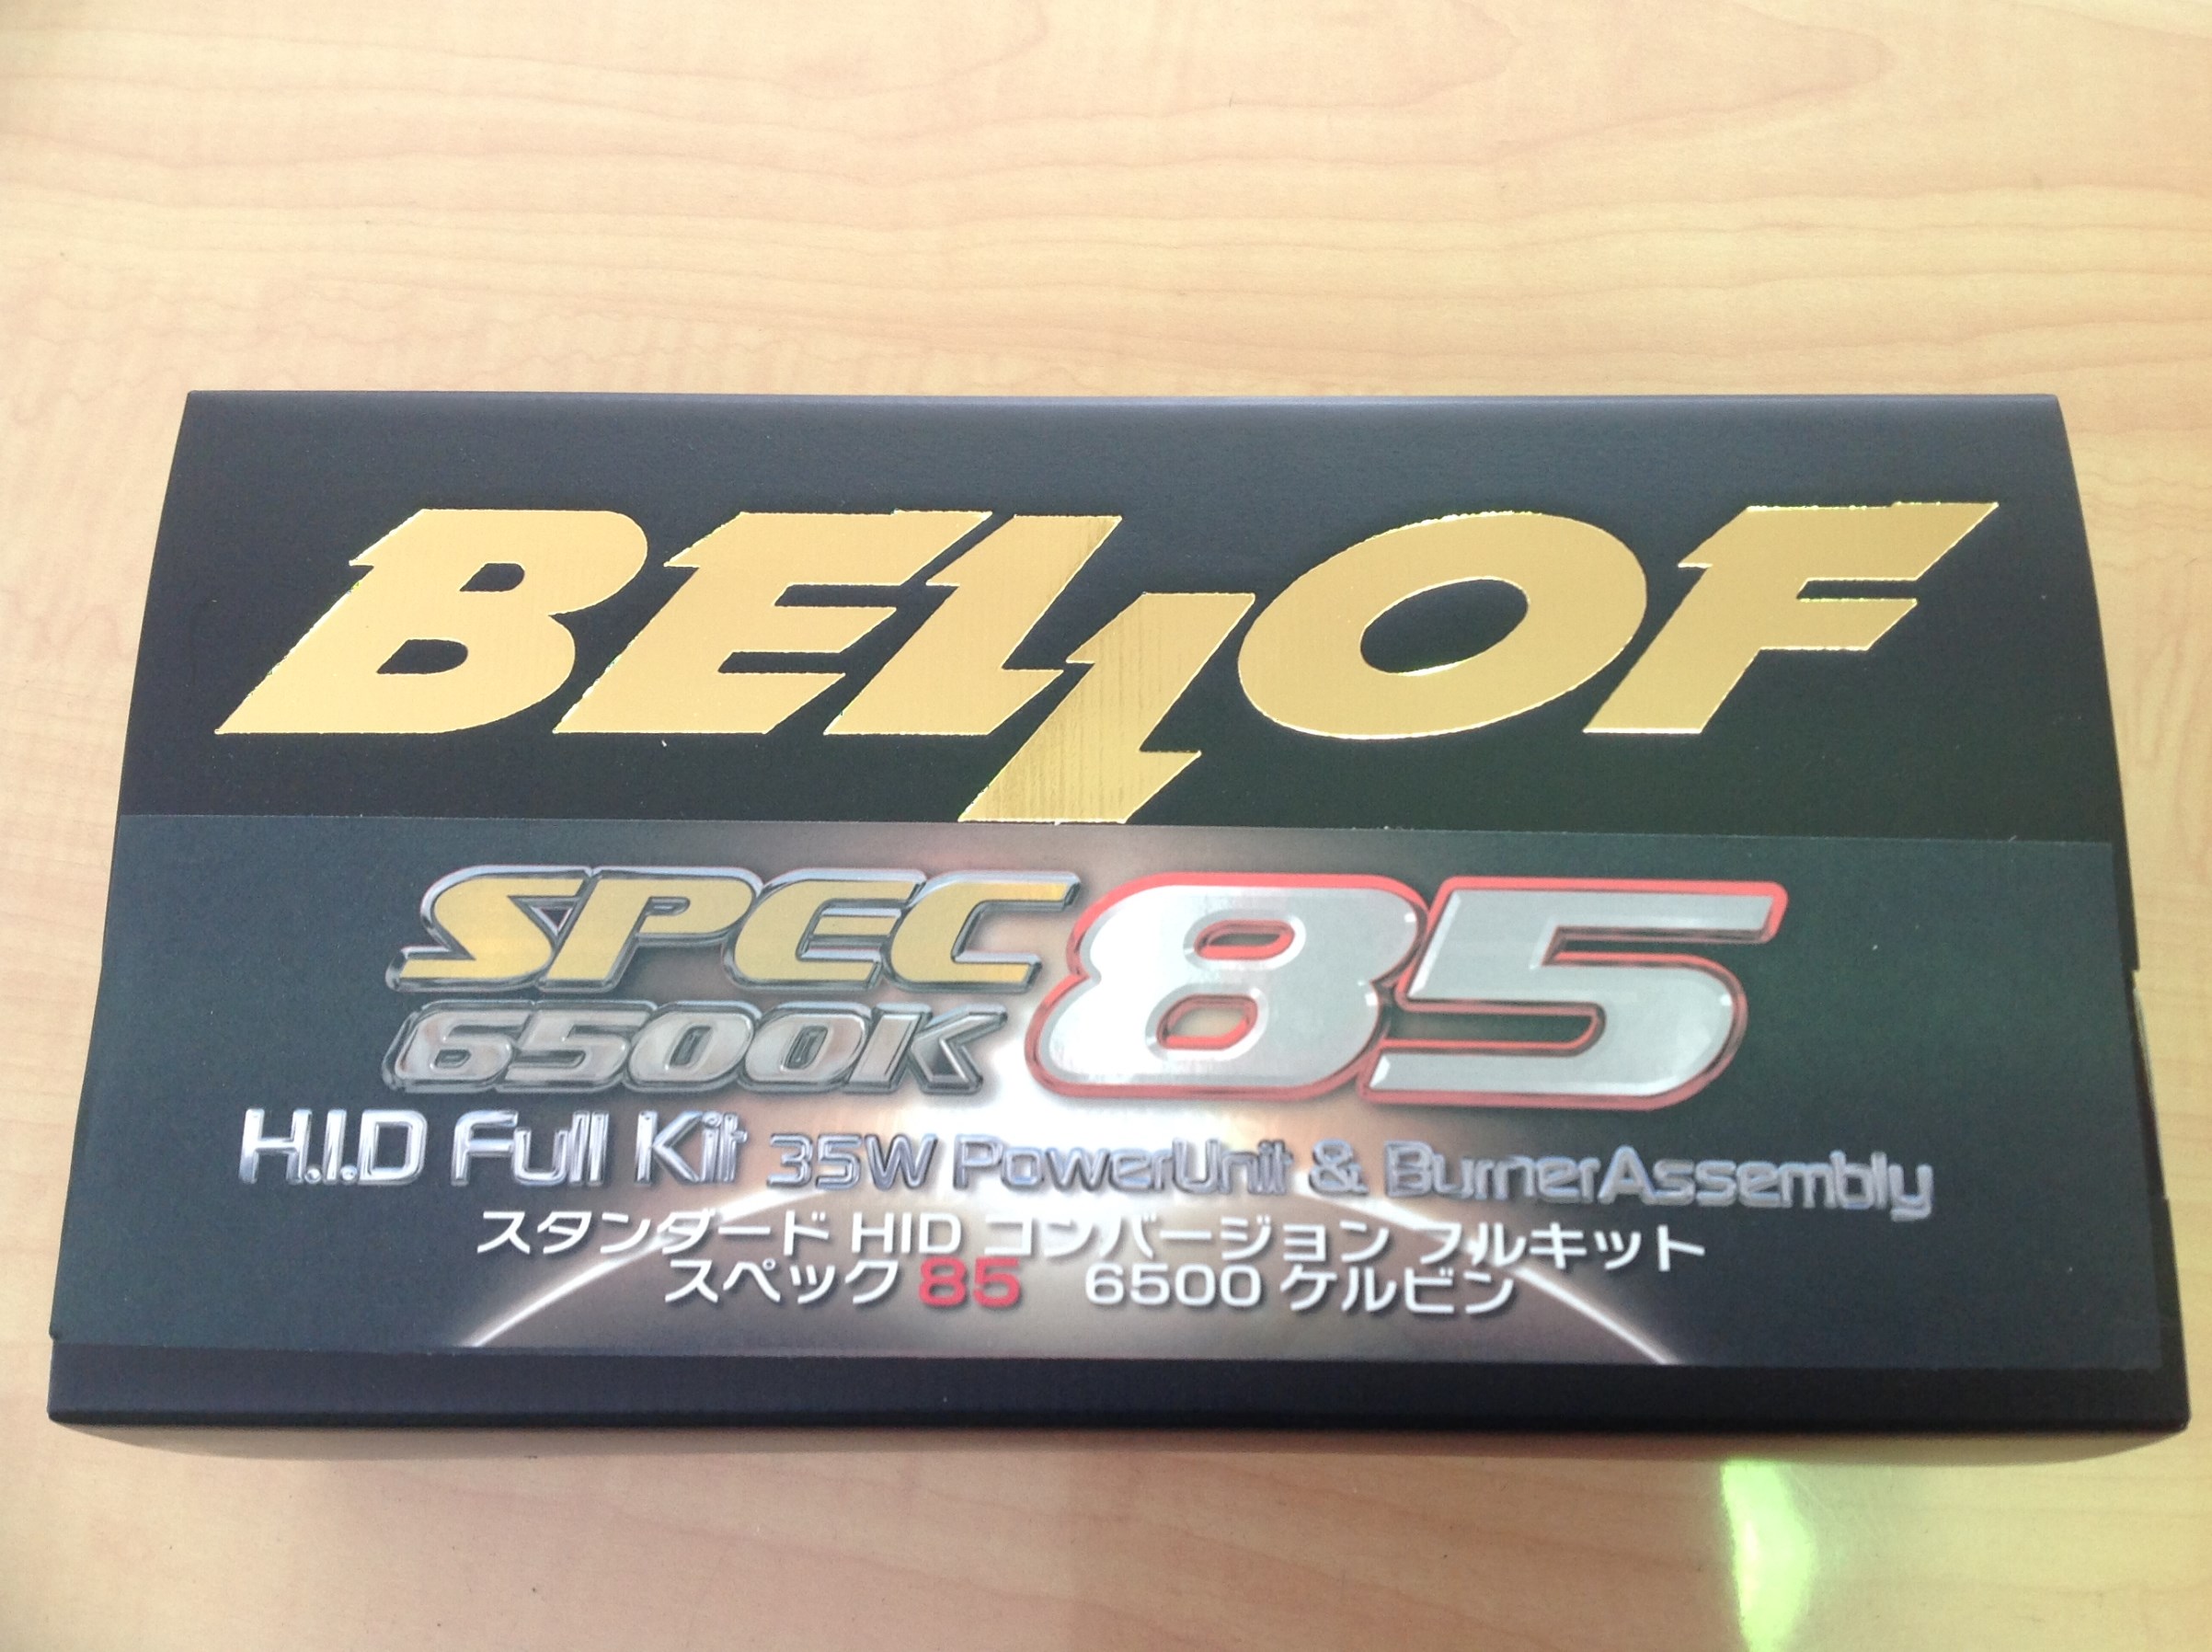 BELLOF
SPEC 85
6500K
H.I.D Full Kit 35W PowerUnit & BurnerAssembly
スタンダード HID コンバージョン フルキット
スペック 85 6500 ケルビン